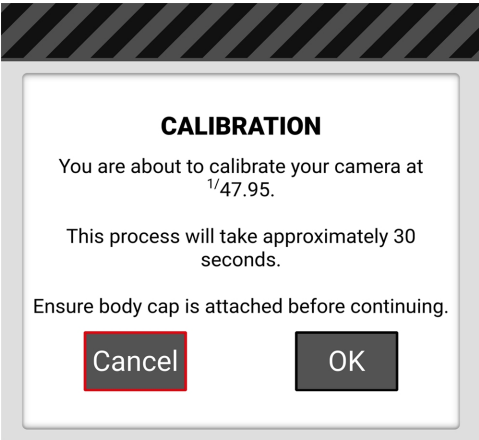 CALIBRATION
You are about to calibrate your camera at
1/47.95.
This process will take approximately 30
seconds.
Ensure body cap is attached before continuing.
Cancel OK